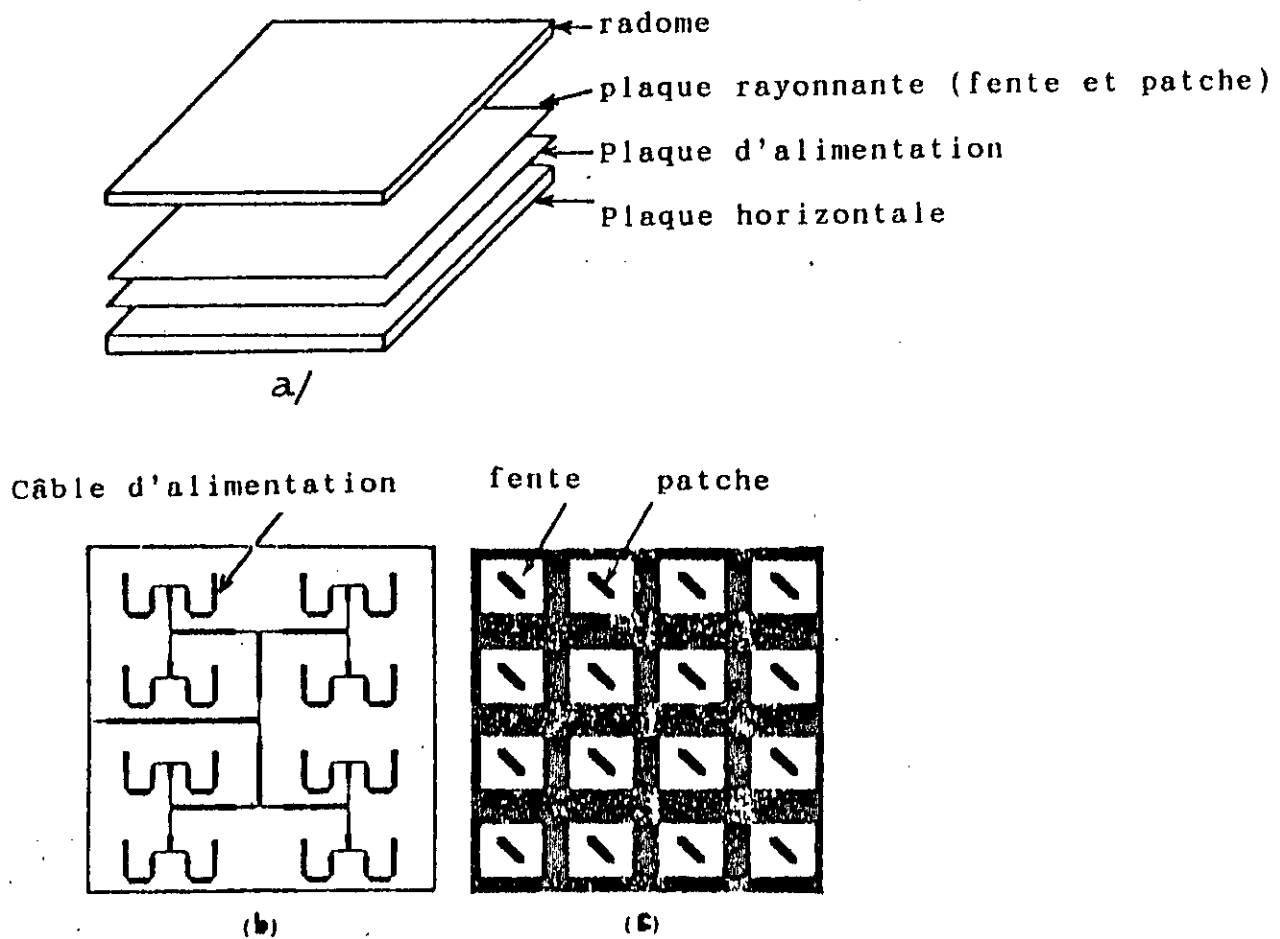 radome
plaque rayonnante (fente et patche)
Plaque d'alimentation
Plaque horizontale
a/
Câble d'alimentation
fente
patche
(b)
(c)